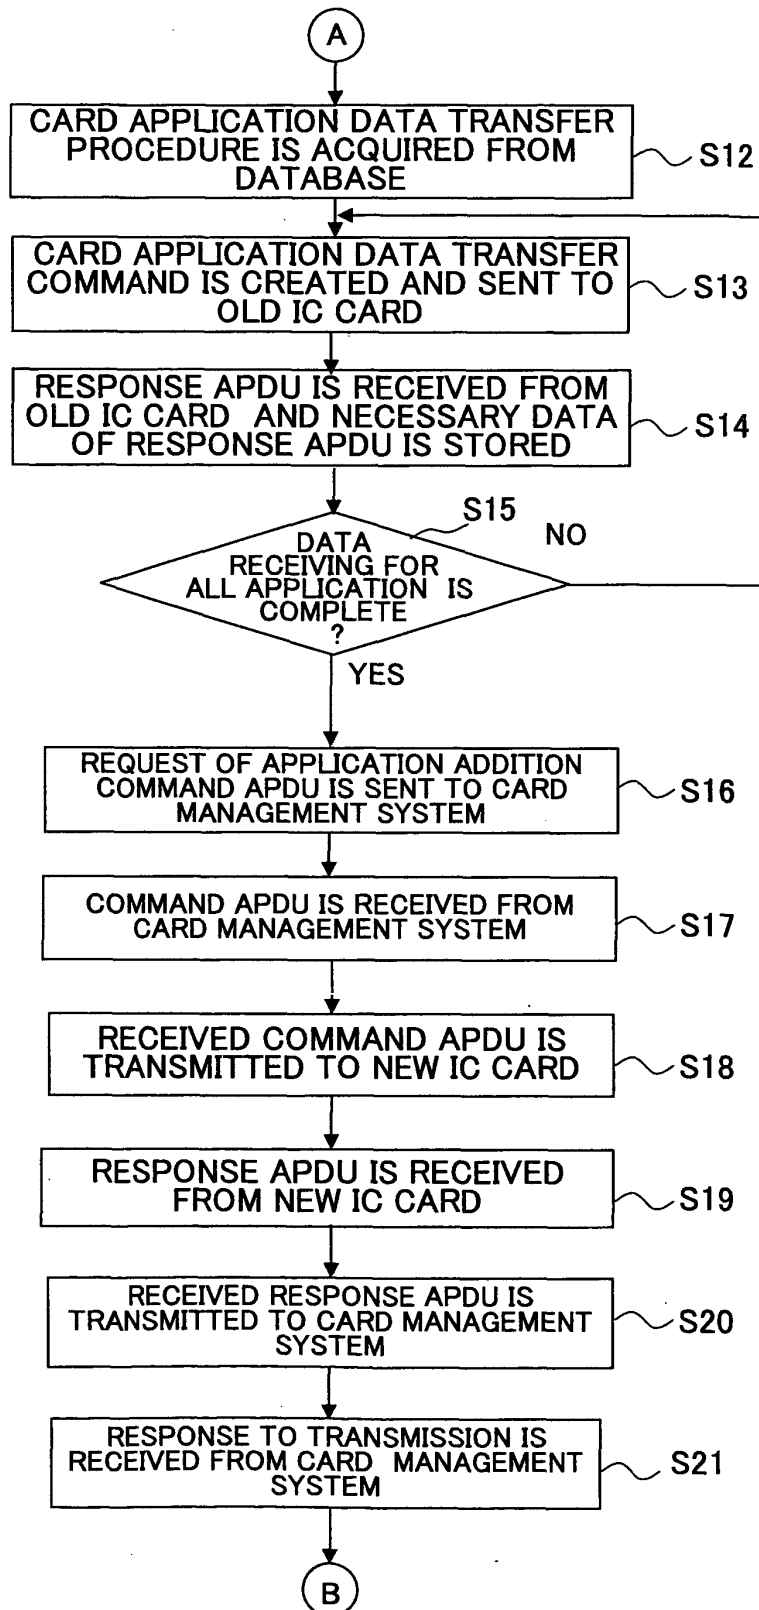 A
CARD APPLICATION DATA TRANSFER
PROCEDURE IS ACQUIRED FROM
DATABASE
S12
CARD APPLICATION DATA TRANSFER
COMMAND IS CREATED AND SENT TO
OLD IC CARD
S13
RESPONSE APDU IS RECEIVED FROM
OLD IC CARD AND NECESSARY DATA
OF RESPONSE APDU IS STORED
S14
S15
NO
DATA
RECEIVING FOR
ALL APPLICATION IS
COMPLETE
?
YES
REQUEST OF APPLICATION ADDITION
COMMAND APDU IS SENT TO CARD
MANAGEMENT SYSTEM
S16
COMMAND APDU IS RECEIVED FROM
CARD MANAGEMENT SYSTEM
S17
RECEIVED COMMAND APDU IS
TRANSMITTED TO NEW IC CARD
S18
RESPONSE APDU IS RECEIVED
FROM NEW IC CARD
S19
RECEIVED RESPONSE APDU IS
TRANSMITTED TO CARD MANAGEMENT
SYSTEM
S20
RESPONSE TO TRANSMISSION IS
RECEIVED FROM CARD MANAGEMENT
SYSTEM
S21
B